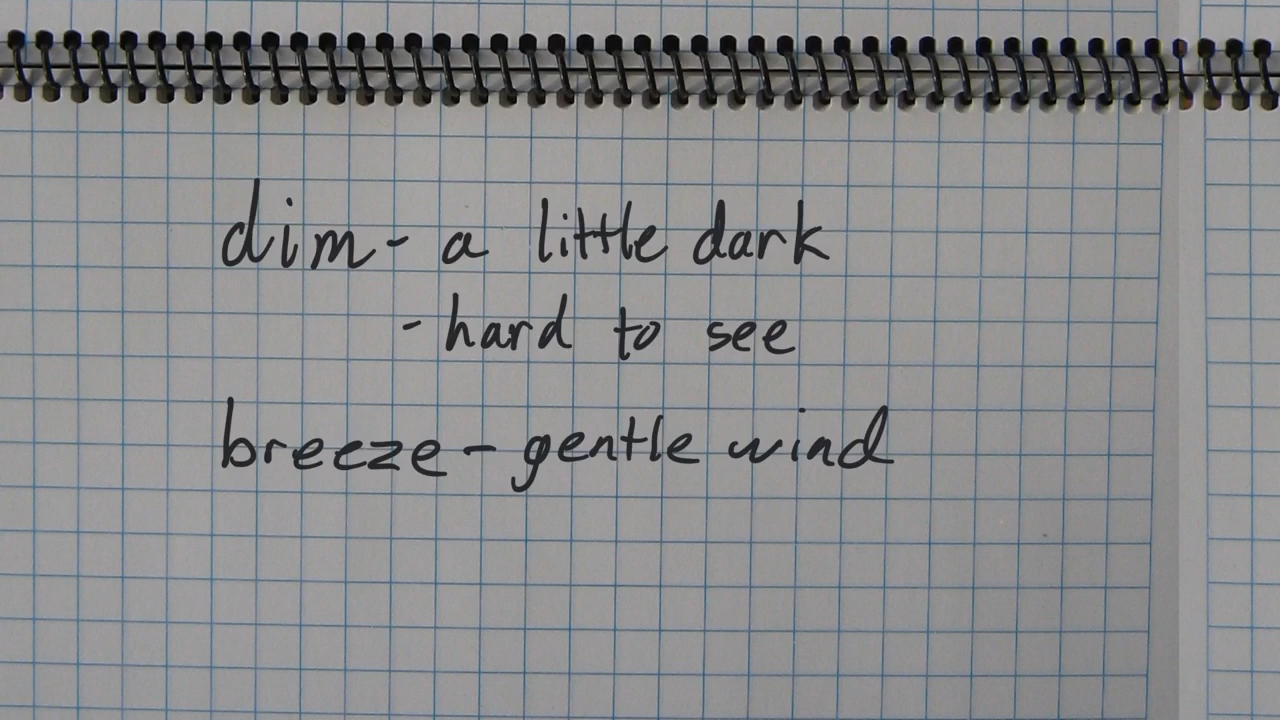 dim - a little dark
- hard to see
breeze - gentle wind